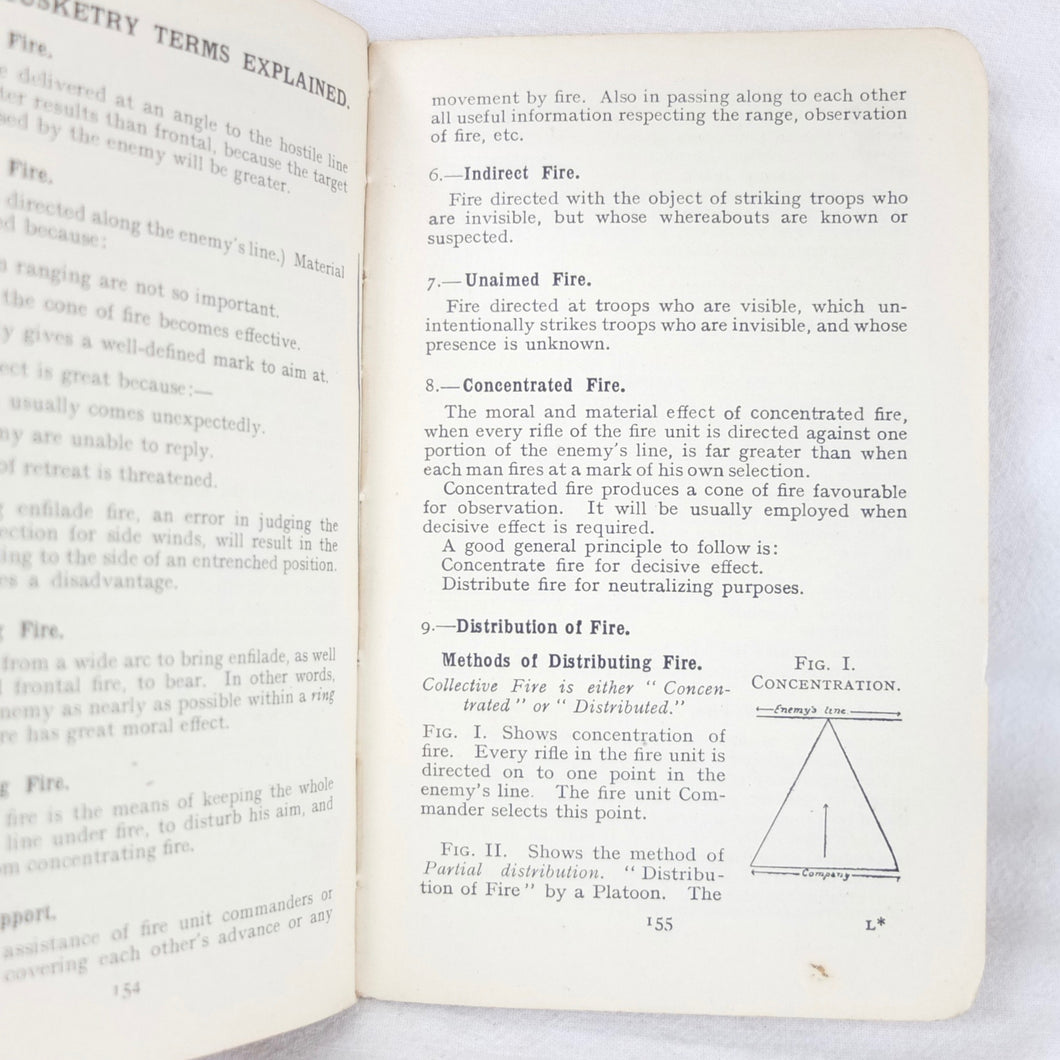 USKETRY TERMS EXPLAINED.
Fire.
delivered at an angle to the hostile line
results than frontal, because the target
by the enemy will be greater.
Fire.
directed along the enemy's line.) Material
because:
ranging are not so important.
the cone of fire becomes effective.
gives a well-defined mark to aim at.
is great because:—
usually comes unexpectedly.
are unable to reply.
of retreat is threatened.
enfilade fire, an error in judging the
for side winds, will result in the
to the side of an entrenched position.
a disadvantage.
Fire.
from a wide arc to bring enfilade, as well
frontal fire, to bear. In other words,
as nearly as possible within a ring
has great moral effect.
Fire.
fire is the means of keeping the whole
line under fire, to disturb his aim, and
concentrating fire.
pport.
assistance of fire unit commanders or
covering each other's advance or any
154
movement by fire. Also in passing along to each other
all useful information respecting the range, observation
of fire, etc.
6.—Indirect Fire.
Fire directed with the object of striking troops who
are invisible, but whose whereabouts are known or
suspected.
7.—Unaimed Fire.
Fire directed at troops who are visible, which un-
intentionally strikes troops who are invisible, and whose
presence is unknown.
8.—Concentrated Fire.
The moral and material effect of concentrated fire,
when every rifle of the fire unit is directed against one
portion of the enemy's line, is far greater than when
each man fires at a mark of his own selection.
Concentrated fire produces a cone of fire favourable
for observation. It will be usually employed when
decisive effect is required.
A good general principle to follow is:
Concentrate fire for decisive effect.
Distribute fire for neutralizing purposes.
9.—Distribution of Fire.
Methods of Distributing Fire.
Collective Fire is either "Concen-
trated" or "Distributed."
FIG. I. Shows concentration of
fire. Every rifle in the fire unit is
directed on to one point in the
enemy's line. The fire unit Com-
mander selects this point.
FIG. II. Shows the method of
Partial distribution. "Distribu-
tion of Fire" by a Platoon. The
FIG. I.
CONCENTRATION.
Enemy's line
Company
155
L*